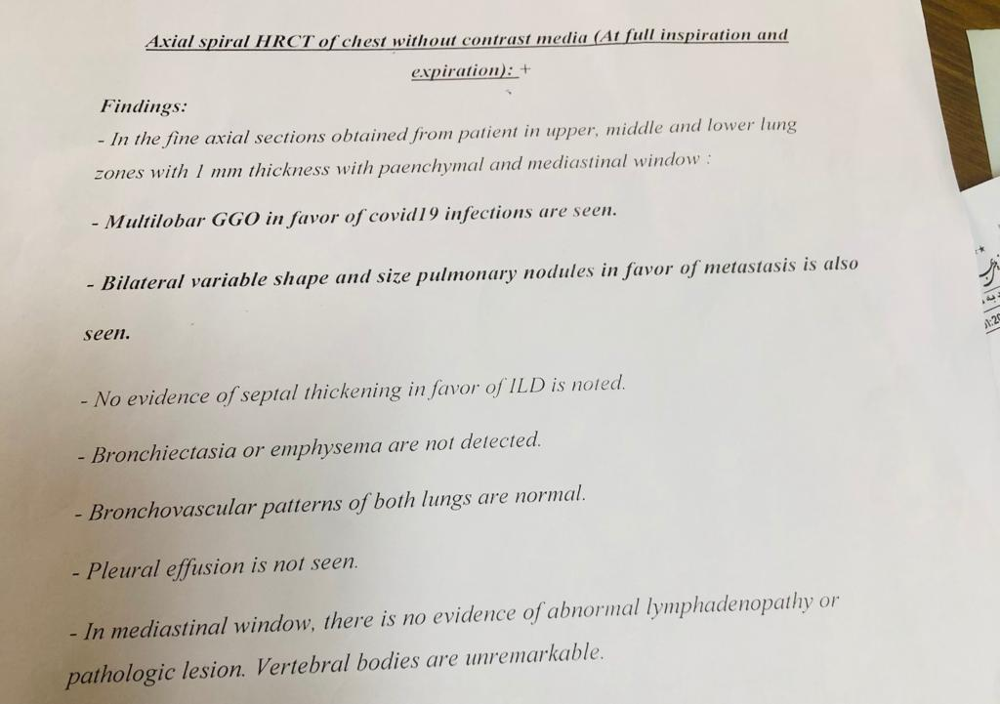 Axial spiral HRCT of chest without contrast media (At full inspiration and
expiration): +
Findings:
- In the fine axial sections obtained from patient in upper, middle and lower lung
zones with 1 mm thickness with paenchymal and mediastinal window :
- Multilobar GGO in favor of covid19 infections are seen.
- Bilateral variable shape and size pulmonary nodules in favor of metastasis is also
seen.
- No evidence of septal thickening in favor of ILD is noted.
- Bronchiectasia or emphysema are not detected.
- Bronchovascular patterns of both lungs are normal.
- Pleural effusion is not seen.
- In mediastinal window, there is no evidence of abnormal lymphadenopathy or
pathologic lesion. Vertebral bodies are unremarkable.